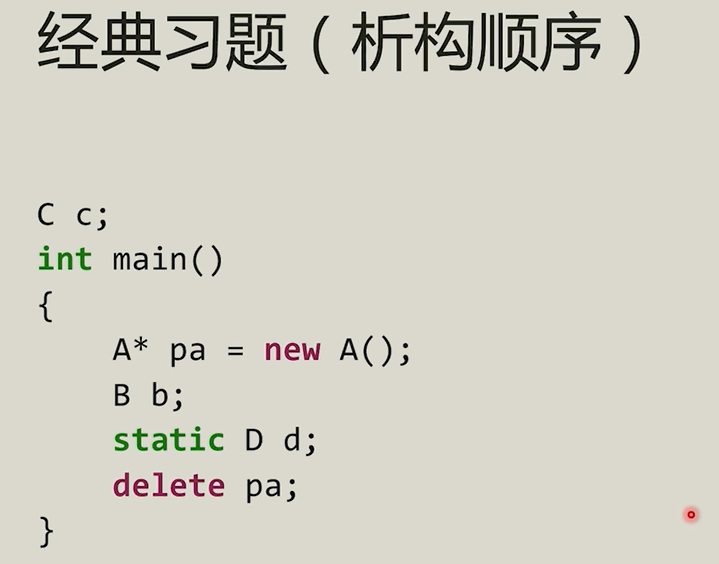 经典习题（析构顺序）
C c;
int main()
{
    A* pa = new A();
    B b;
    static D d;
    delete pa;
}